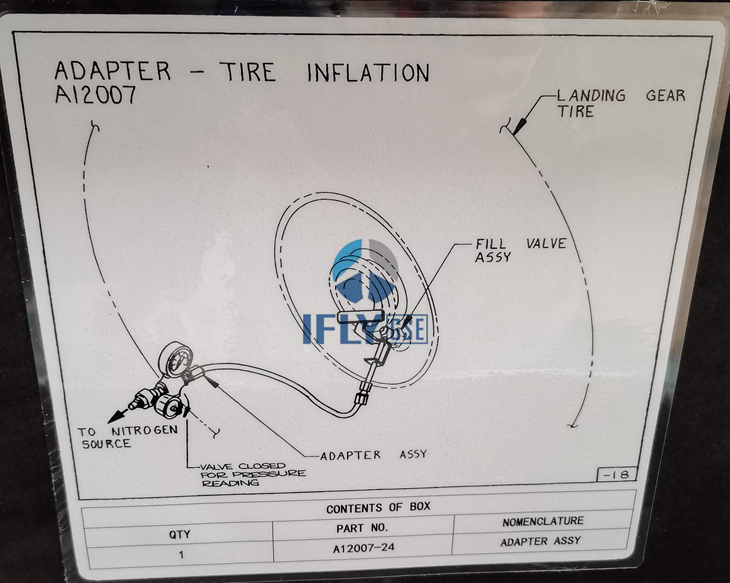 ADAPTER - TIRE INFLATION
A12007
LANDING GEAR
TIRE
FILL VALVE
ASSY
IFLY GSE
TO NITROGEN
SOURCE
ADAPTER ASSY
VALVE CLOSED
FOR PRESSURE
READING
-18
CONTENTS OF BOX
QTY PART NO. NOMENCLATURE
1 A12007-24 ADAPTER ASSY